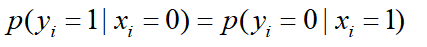 p(y_i = 1 | x_i = 0) = p(y_i = 0 | x_i = 1)